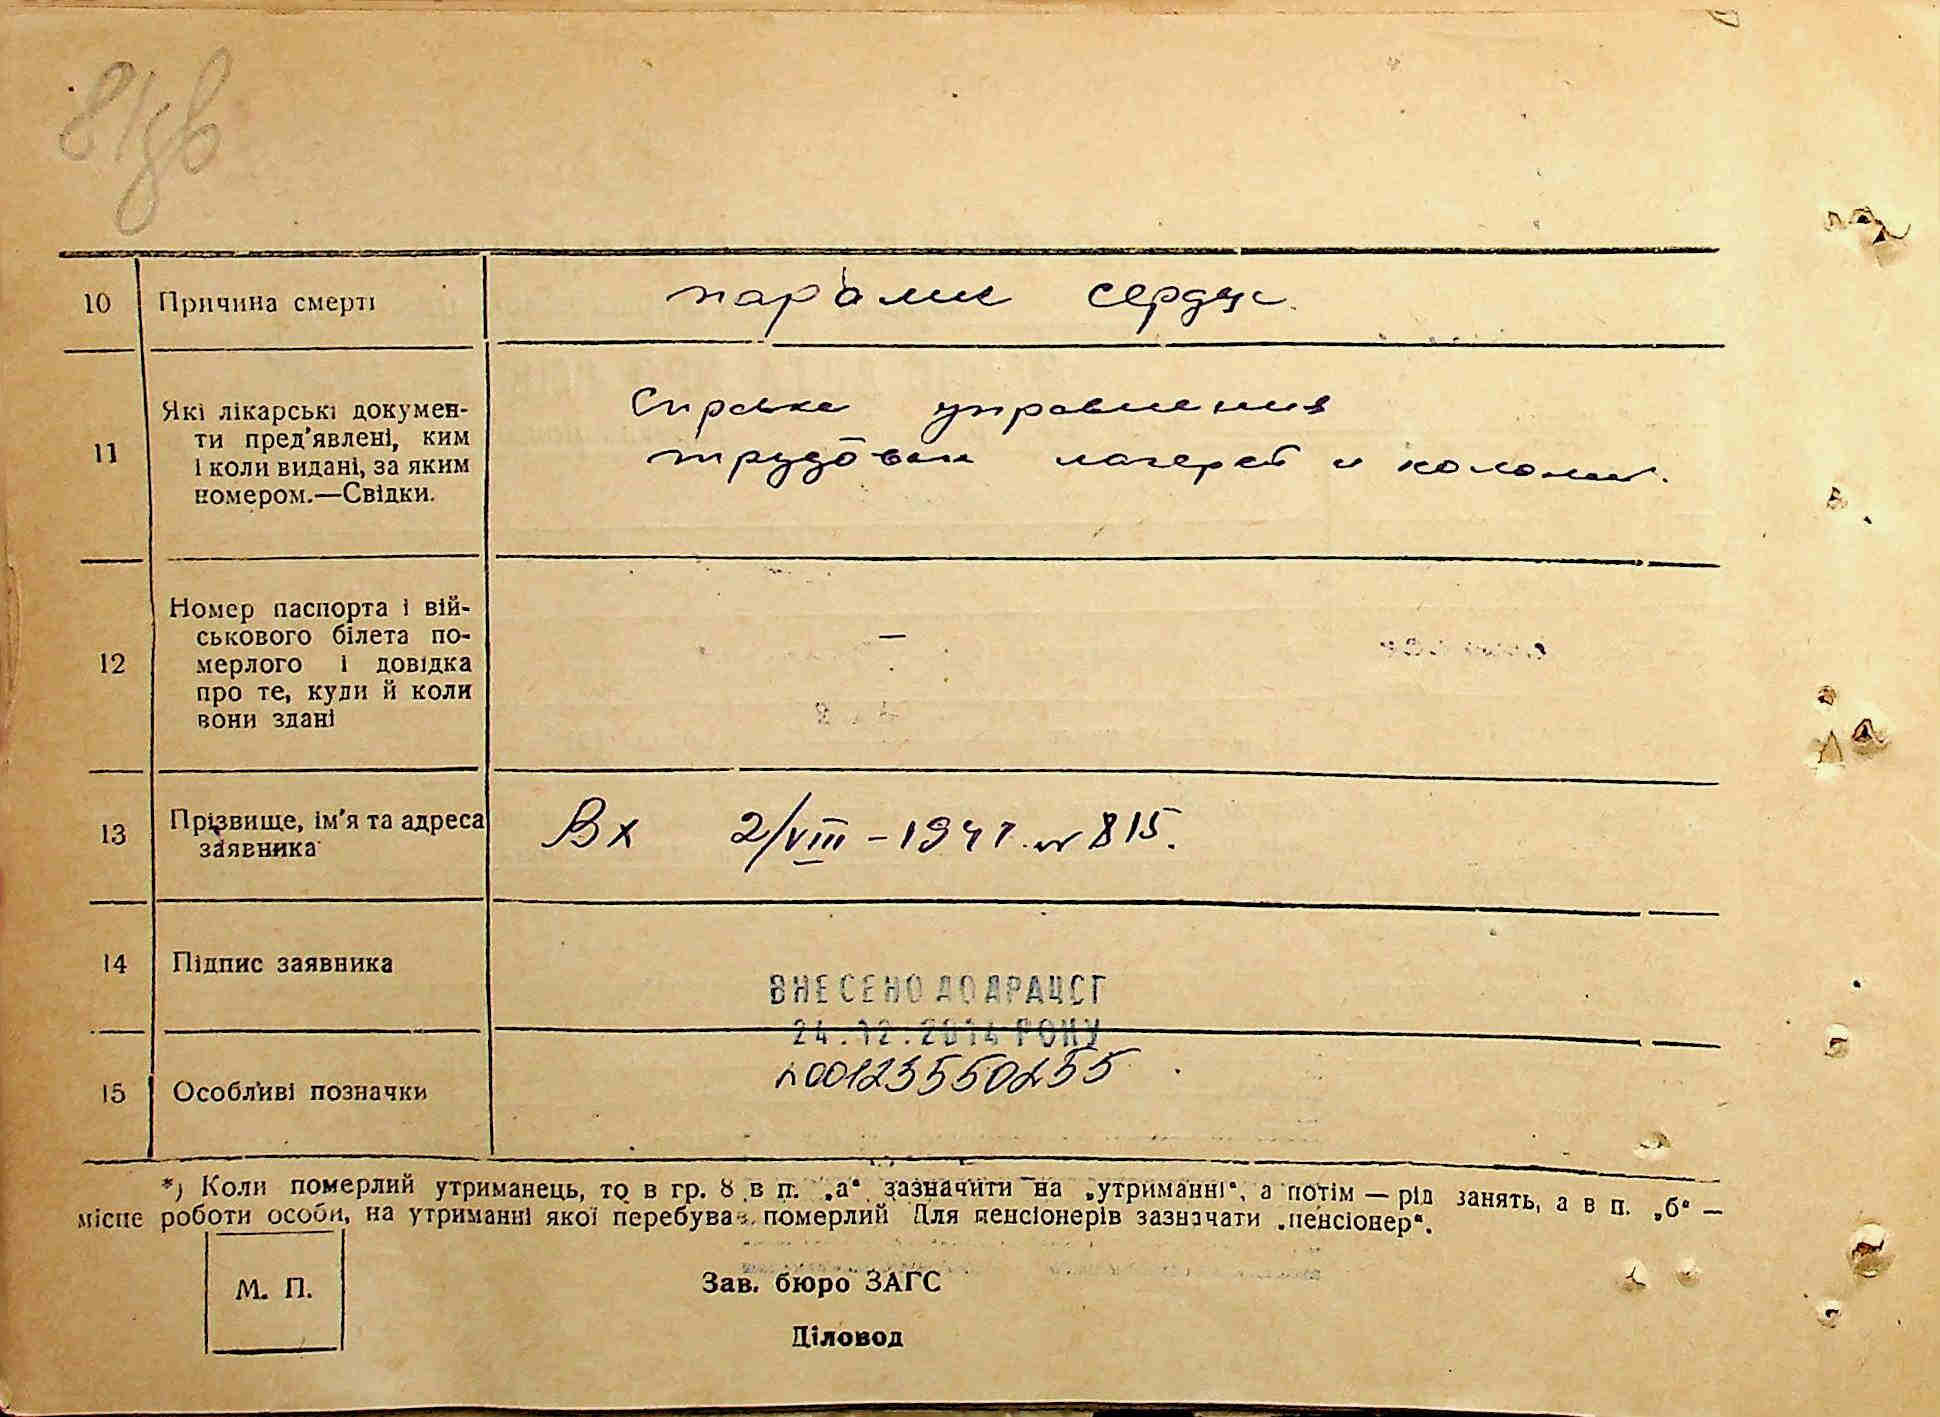 81зв
10 Причина смерті паралич сердца.
Які лікарські докумен-
ти пред'явлені, ким
11 і коли видані, за яким
номером.—Свідки.
Справка управления
трудовых лагерей и колоний.
Номер паспорта і вій-
ськового білета по-
12 мерлого і довідка —
про те, куди й коли
вони здані
13 Прізвище, ім'я та адреса
заявника
Вх 2/VIII – 1941 № 815.
14 Підпис заявника
ВНЕСЕНО ДО ДРАЦСГ
24.12.2014 РОКУ
15 Особливі позначки
№00123550255
*) Коли померлий утриманець, то в гр. 8 в п. „а“ зазначити на „утриманні“, а потім — рід занять, а в п. „б“ —
місце роботи особи, на утриманні якої перебував померлий Для пенсіонерів зазначати „пенсіонер“.
М. П.
Зав. бюро ЗАГС
Діловод